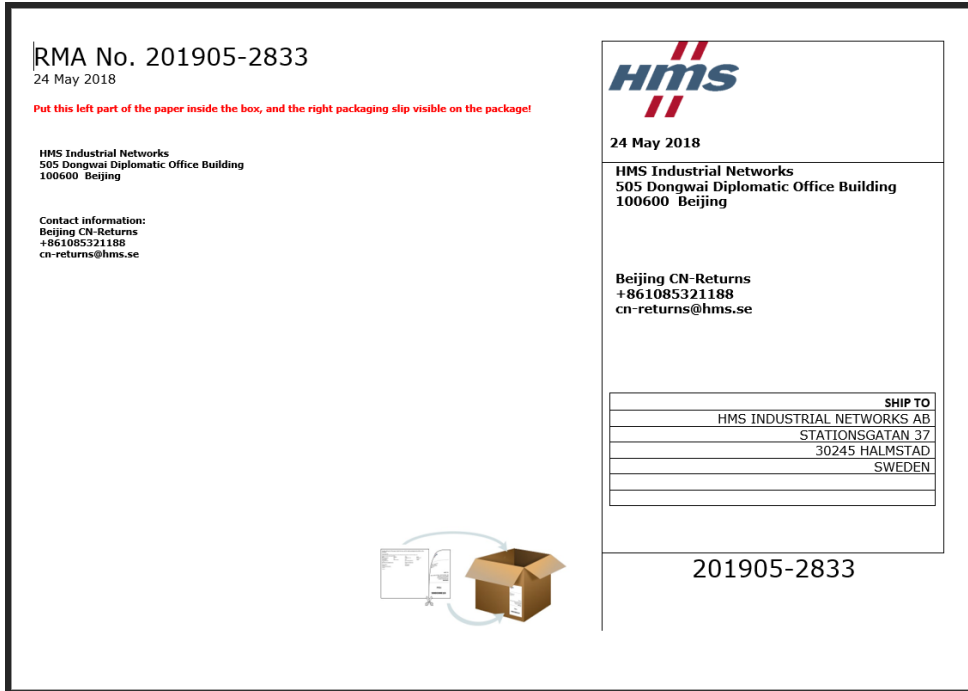 RMA No. 201905-2833
24 May 2018
Put this left part of the paper inside the box, and the right packaging slip visible on the package!
HMS Industrial Networks
505 Dongwai Diplomatic Office Building
100600  Beijing
Contact information:
Beijing CN-Returns
+861085321188
cn-returns@hms.se
HMS
24 May 2018
HMS Industrial Networks
505 Dongwai Diplomatic Office Building
100600  Beijing
Beijing CN-Returns
+861085321188
cn-returns@hms.se
SHIP TO
HMS INDUSTRIAL NETWORKS AB
STATIONSGATAN 37
30245 HALMSTAD
SWEDEN
201905-2833